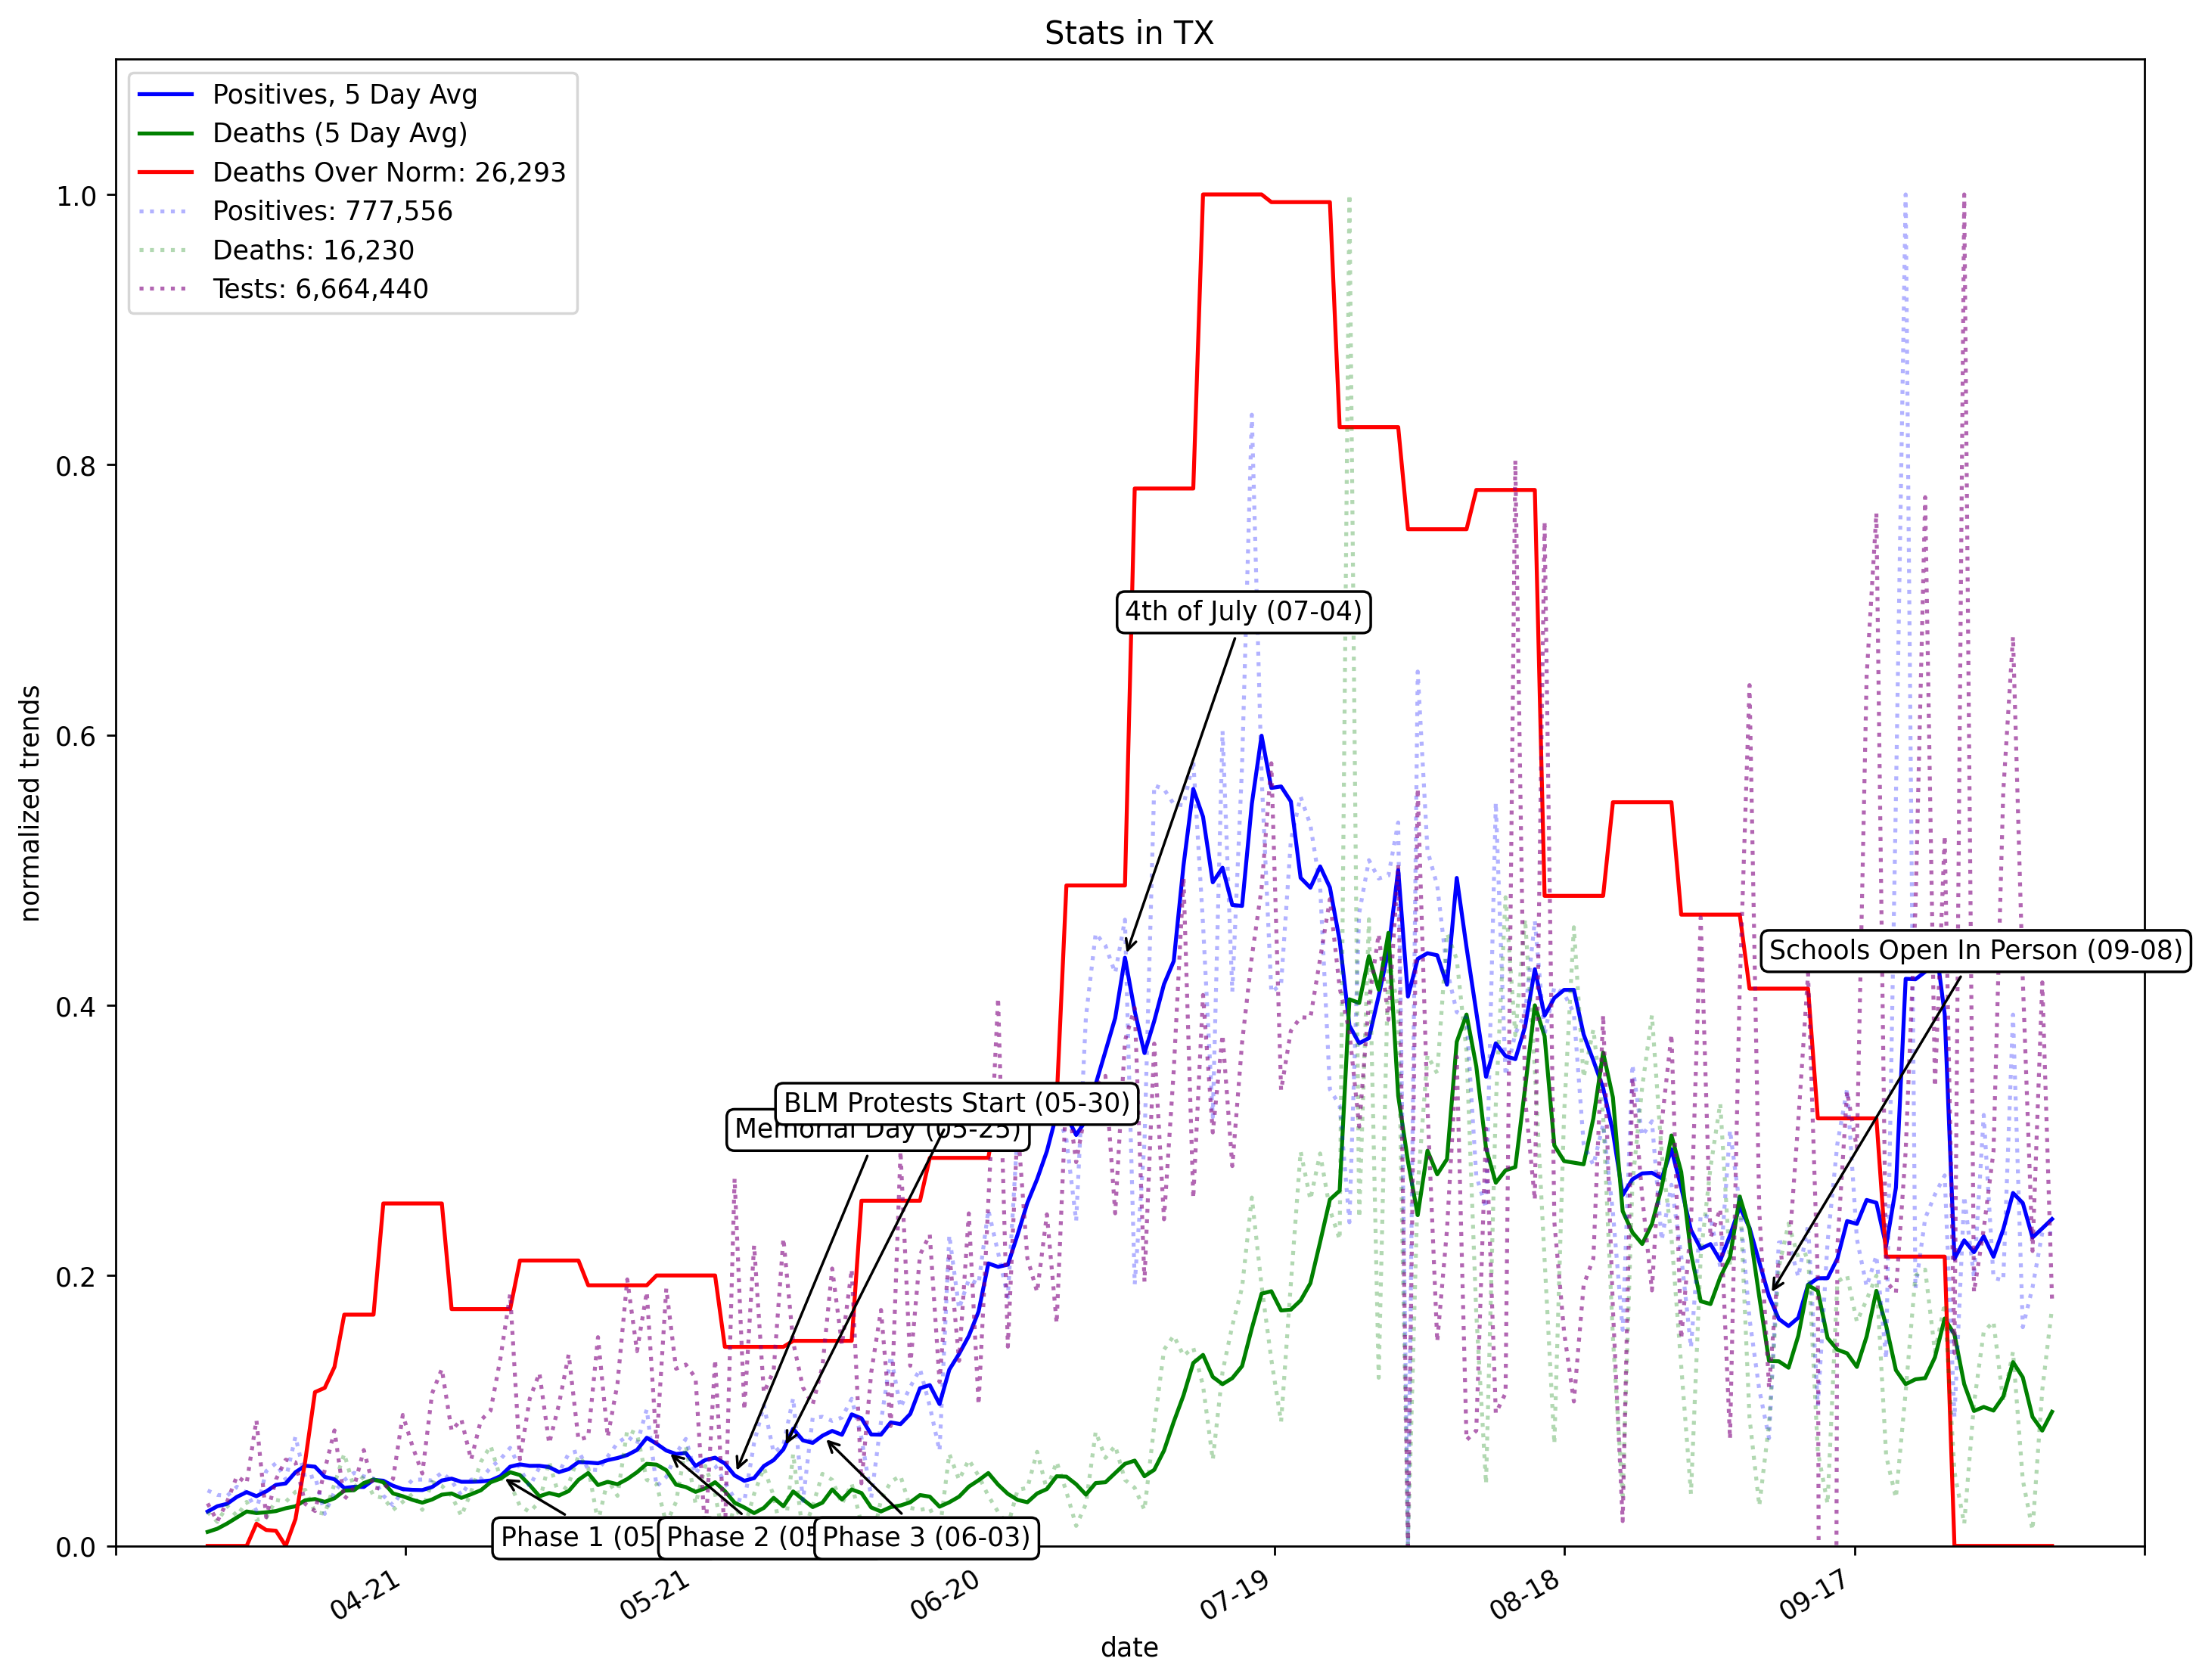 Stats in TX
Positives, 5 Day Avg
Deaths (5 Day Avg)
Deaths Over Norm: 26,293
Positives: 777,556
Deaths: 16,230
Tests: 6,664,440
1.0
0.8
0.6
0.4
0.2
0.0
normalized trends
4th of July (07-04)
Schools Open In Person (09-08)
BLM Protests Start (05-30)
Memorial Day (05-25)
Phase 1 (05
Phase 2 (05
Phase 3 (06-03)
04-21
05-21
06-20
07-19
08-18
09-17
date